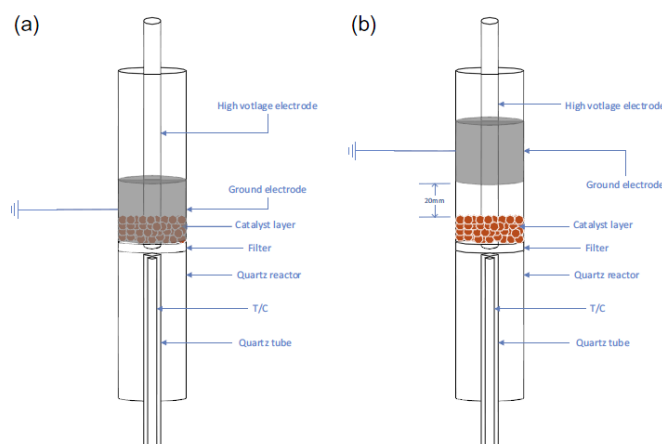 (a)
High votlage electrode
Ground electrode
Catalyst layer
Filter
Quartz reactor
T/C
Quartz tube
(b)
High votlage electrode
Ground electrode
20mm
Catalyst layer
Filter
Quartz reactor
T/C
Quartz tube